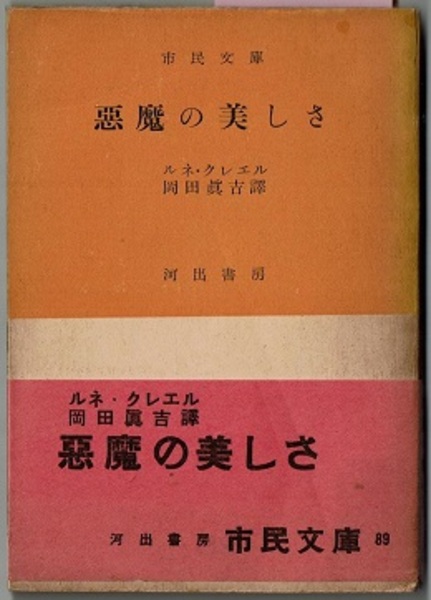 市民文庫
惡魔の美しさ
ルネ・クレエル
岡田眞吉譯
河出書房
ルネ・クレエル
岡田眞吉譯
惡魔の美しさ
河出書房 市民文庫 89